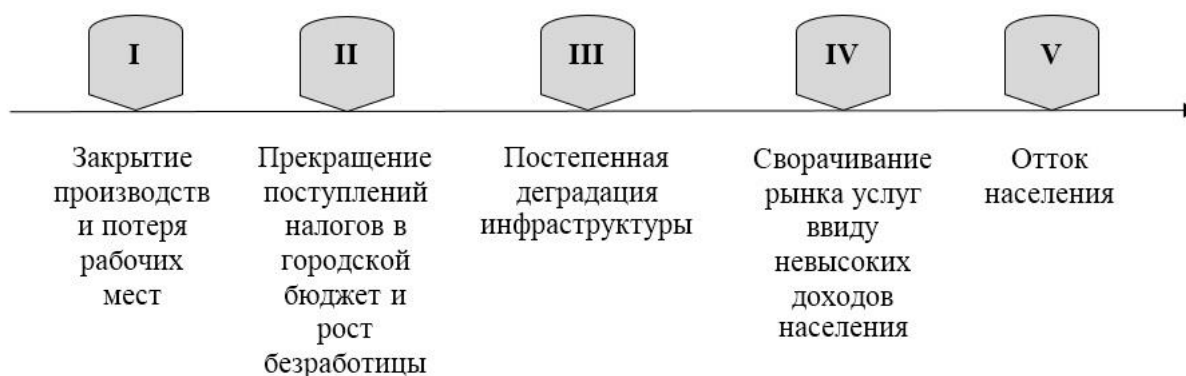 I
II
III
IV
V
Закрытие
производств
и потеря
рабочих
мест
Прекращение
поступлений
налогов в
городской
бюджет и
рост
безработицы
Постепенная
деградация
инфраструктуры
Сворачивание
рынка услуг
ввиду
невысоких
доходов
населения
Отток
населения